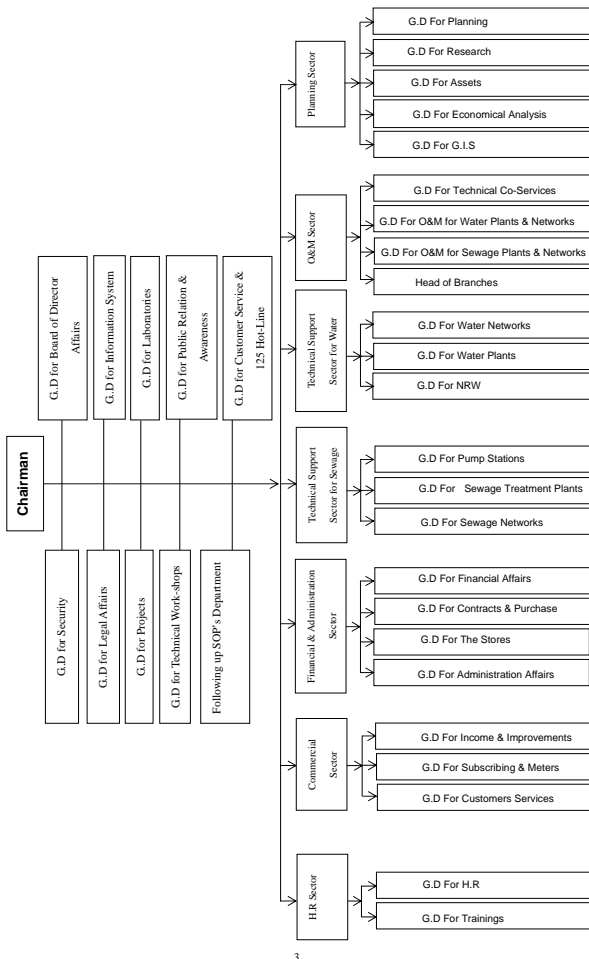 Chairman
G.D for Security
G.D for Board of Director
Affairs
G.D for Legal Affairs
G.D for Information System
G.D for Projects
G.D for Laboratories
G.D for Technical Work-shops
G.D for Public Relation &
Awareness
Following up SOP's Department
G.D for Customer Service &
125 Hot-Line
H.R Sector
G.D For H.R
G.D For Trainings
Commercial
Sector
G.D For Income & Improvements
G.D For Subscribing & Meters
G.D For Customers Services
Financial & Administration
Sector
G.D For Financial Affairs
G.D For Contracts & Purchase
G.D For The Stores
G.D For Administration Affairs
Technical Support
Sector for Sewage
G.D For Pump Stations
G.D For Sewage Treatment Plants
G.D For Sewage Networks
Technical Support
Sector for Water
G.D For Water Networks
G.D For Water Plants
G.D For NRW
O&M Sector
G.D For Technical Co-Services
G.D For O&M for Water Plants & Networks
G.D For O&M for Sewage Plants & Networks
Head of Branches
Planning Sector
G.D For Planning
G.D For Research
G.D For Assets
G.D For Economical Analysis
G.D For G.I.S
3